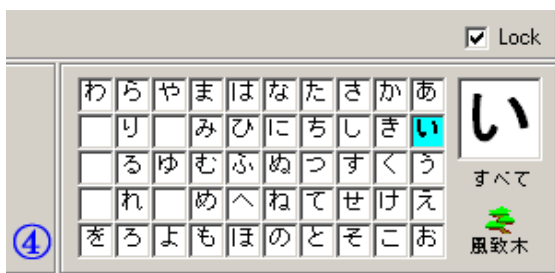 Lock
わ ら や ま は な た さ か あ
り み ひ に ち し き い
る ゆ む ふ ぬ つ す く う
れ め へ ね て せ け え
を ろ よ も ほ の と そ こ お
い
すべて
風致木
④